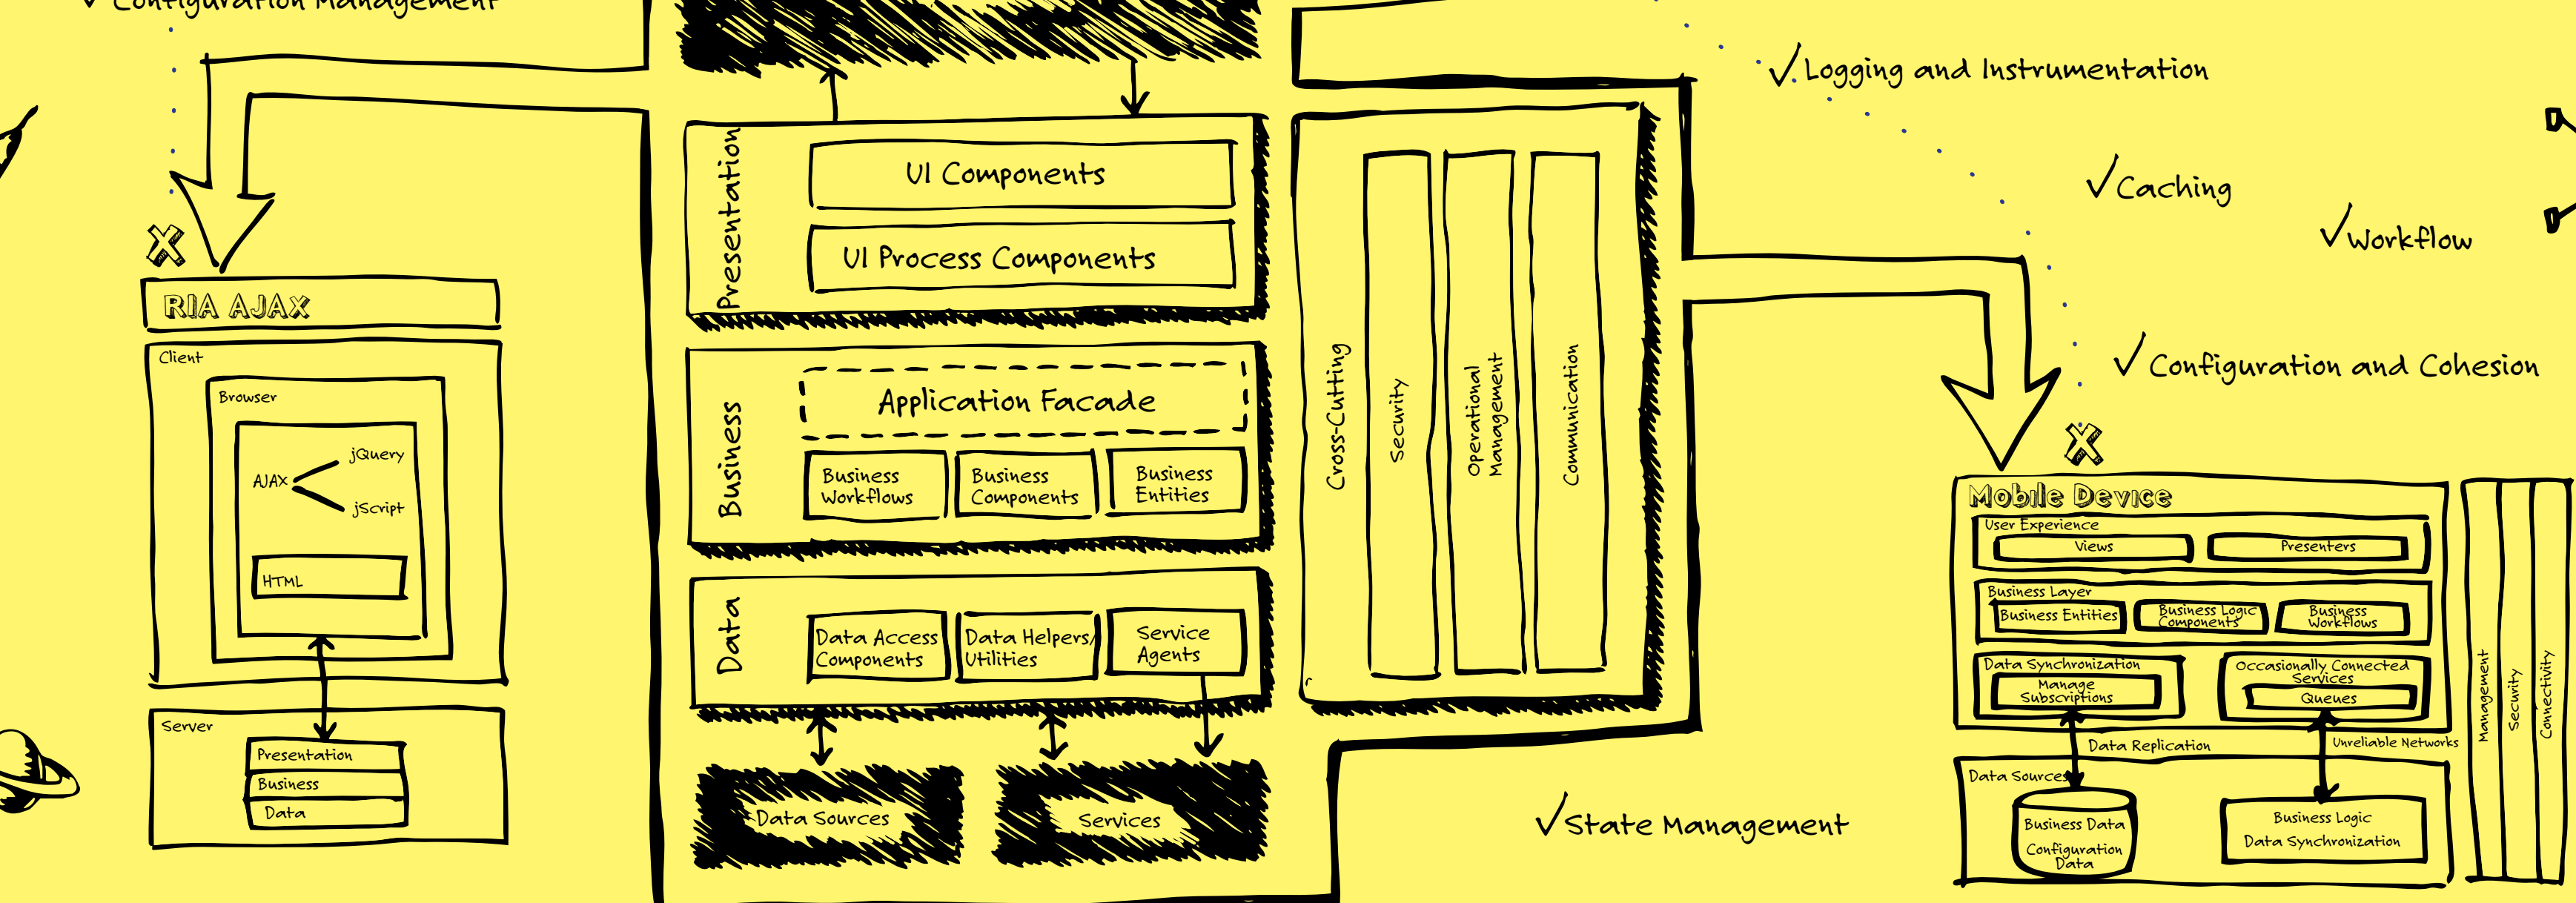 ✓ Configuration Management
✓ Logging and Instrumentation
✓ Caching
✓ Workflow
✓ Configuration and Cohesion
✓ State Management
X
RIA AJAX
Client
Browser
AJAX
jQuery
jScript
HTML
Server
Presentation
Business
Data
Presentation
UI Components
UI Process Components
Business
Application Facade
Business
Workflows
Business
Components
Business
Entities
Data
Data Access
Components
Data Helpers/
Utilities
Service
Agents
Data Sources
Services
Cross-Cutting
Security
Operational
Management
Communication
X
Mobile Device
User Experience
Views
Presenters
Business Layer
Business Entities
Business Logic
Components
Business
Workflows
Data Synchronization
Manage
Subscriptions
Occasionally Connected
Services
Queues
Data Replication
Unreliable Networks
Data Sources
Business Data
Configuration
Data
Business Logic
Data Synchronization
Management
Security
Connectivity